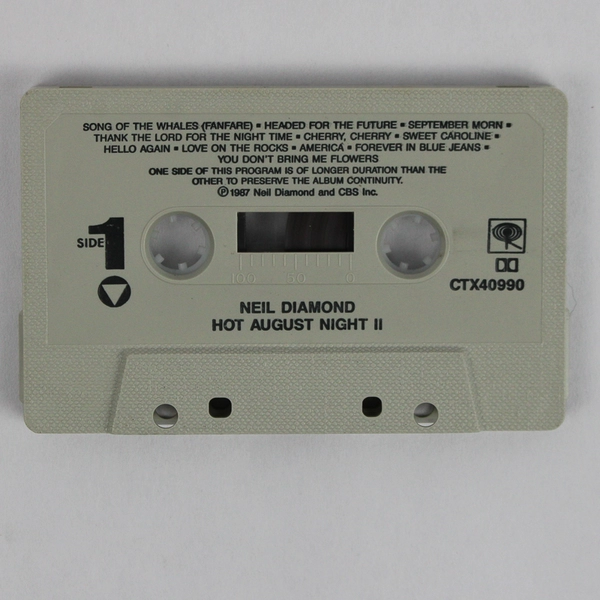 SONG OF THE WHALES (FANFARE) ▪ HEADED FOR THE FUTURE ▪ SEPTEMBER MORN ▪
THANK THE LORD FOR THE NIGHT TIME ▪ CHERRY, CHERRY ▪ SWEET CAROLINE ▪
HELLO AGAIN ▪ LOVE ON THE ROCKS ▪ AMERICA ▪ FOREVER IN BLUE JEANS ▪
YOU DON'T BRING ME FLOWERS
ONE SIDE OF THIS PROGRAM IS OF LONGER DURATION THAN THE
OTHER TO PRESERVE THE ALBUM CONTINUITY.
℗ 1987 Neil Diamond and CBS Inc.
SIDE 1
100 50 0
CTX40990
NEIL DIAMOND
HOT AUGUST NIGHT II